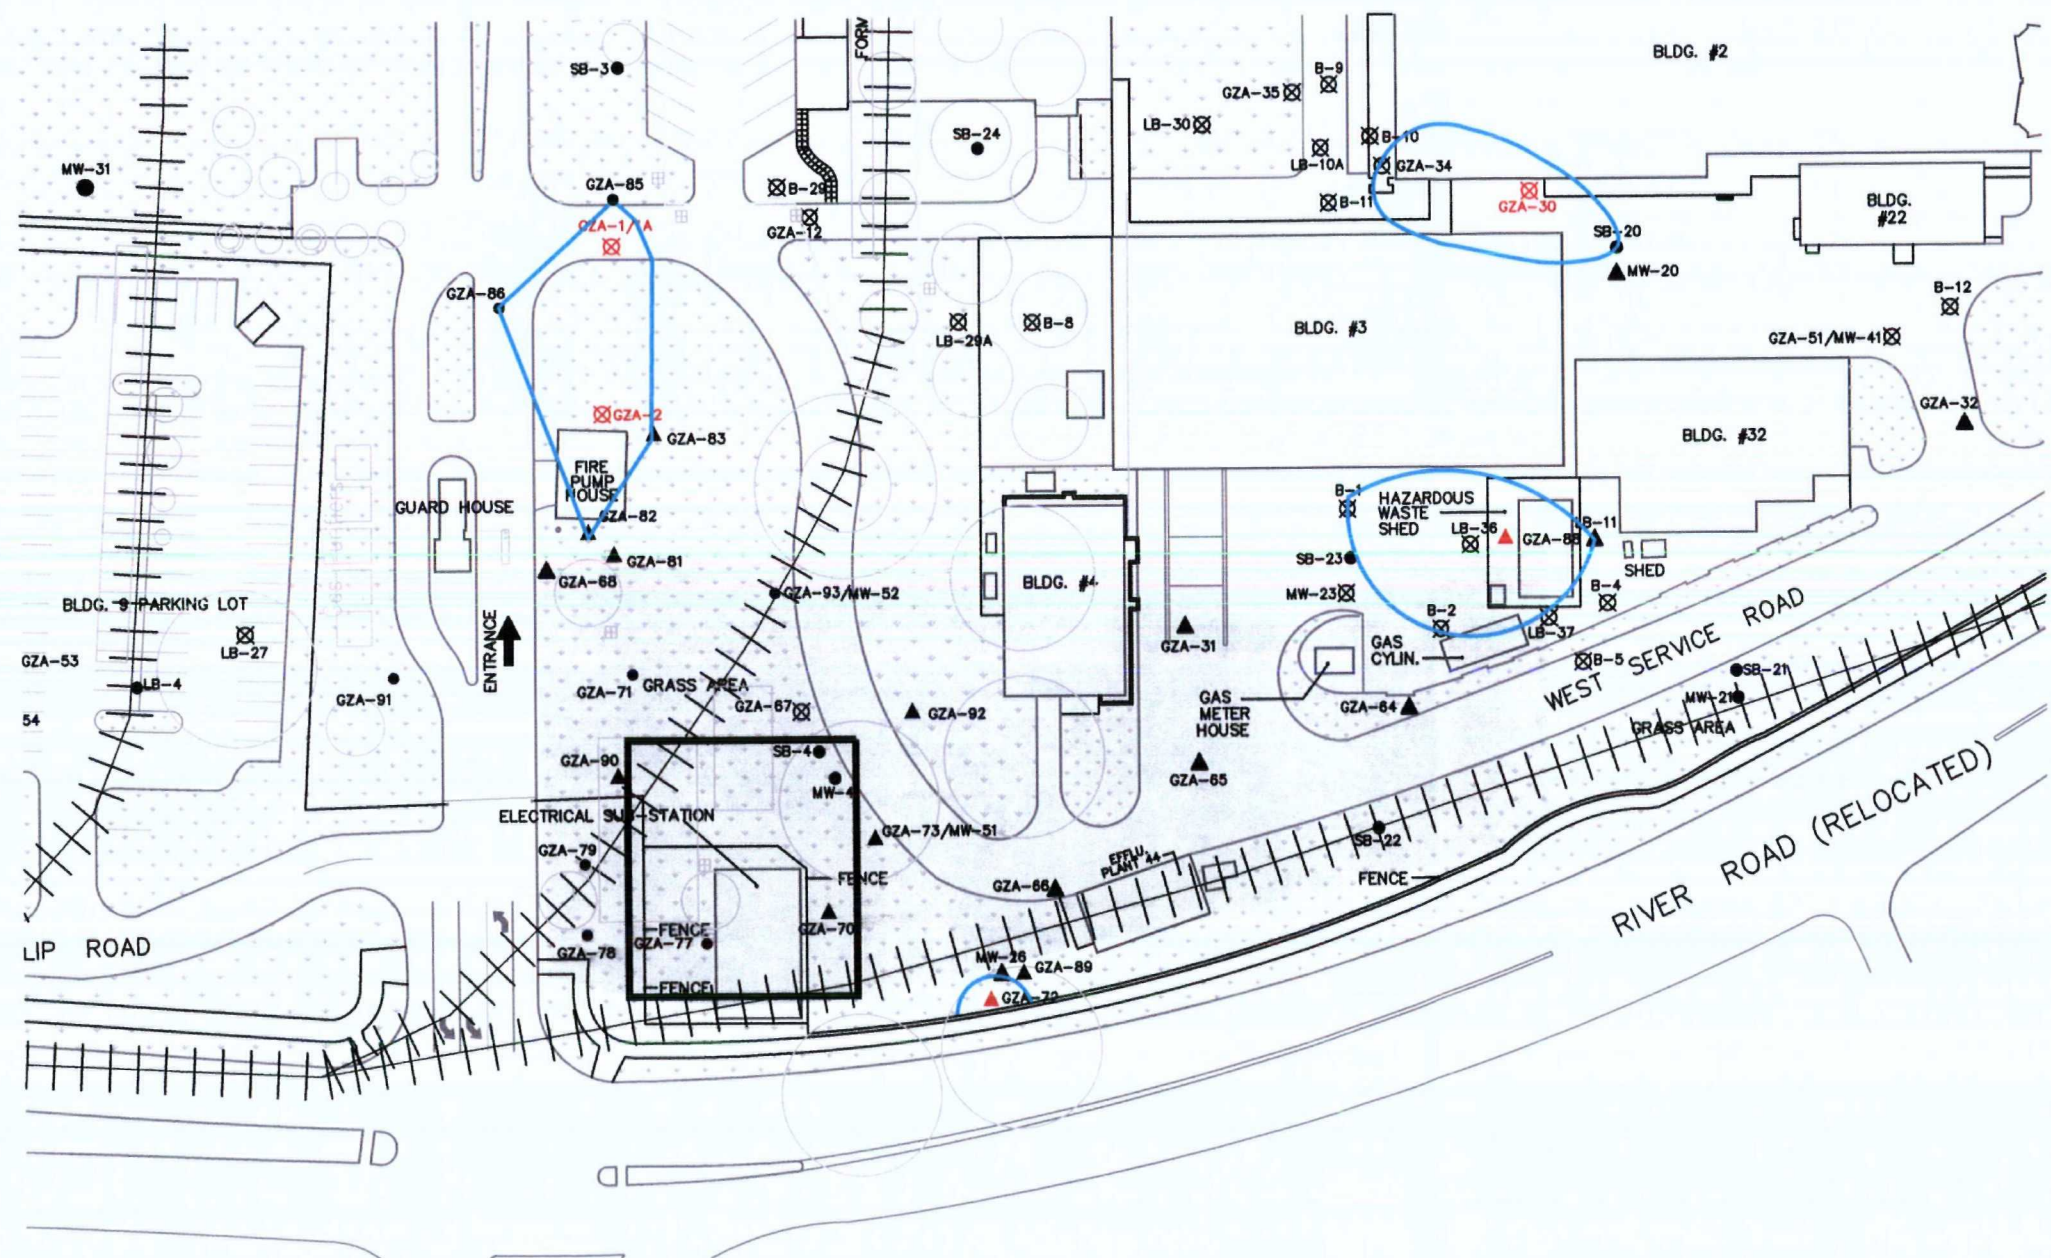 FORM
BLDG. #2
SB-3
B-9
GZA-35
LB-30
SB-24
B-10
LB-10A
GZA-34
MW-31
GZA-85
B-29
B-11
GZA-30
BLDG.
#22
GZA-1/1A
GZA-12
SB-20
MW-20
GZA-86
B-12
LB-29A
B-8
BLDG. #3
GZA-51/MW-41
GZA-2
GZA-83
GZA-32
BLDG. #32
FIRE
PUMP
HOUSE
GUARD HOUSE
GZA-82
B-1
HAZARDOUS
WASTE
SHED
LB-36
GZA-88
B-11
SB-23
SHED
GZA-81
GZA-68
BLDG. #4
GZA-93/MW-52
MW-23
B-4
BLDG. 9 PARKING LOT
B-2
LB-37
ENTRANCE
LB-27
GZA-31
GAS
CYLIN.
B-5
WEST SERVICE ROAD
GZA-53
LB-4
GZA-91
GZA-71
GRASS AREA
GZA-67
GZA-92
GAS
METER
HOUSE
GZA-64
SB-21
MW-21
GRASS AREA
54
SB-4
GZA-90
GZA-65
MW-4
ELECTRICAL SUB-STATION
GZA-73/MW-51
SB-22
GZA-79
EFFLU.
PLANT 44
FENCE
GZA-66
FENCE
RIVER ROAD (RELOCATED)
GZA-70
FENCE
GZA-77
GZA-78
LIP ROAD
MW-26
GZA-89
FENCE
GZA-72